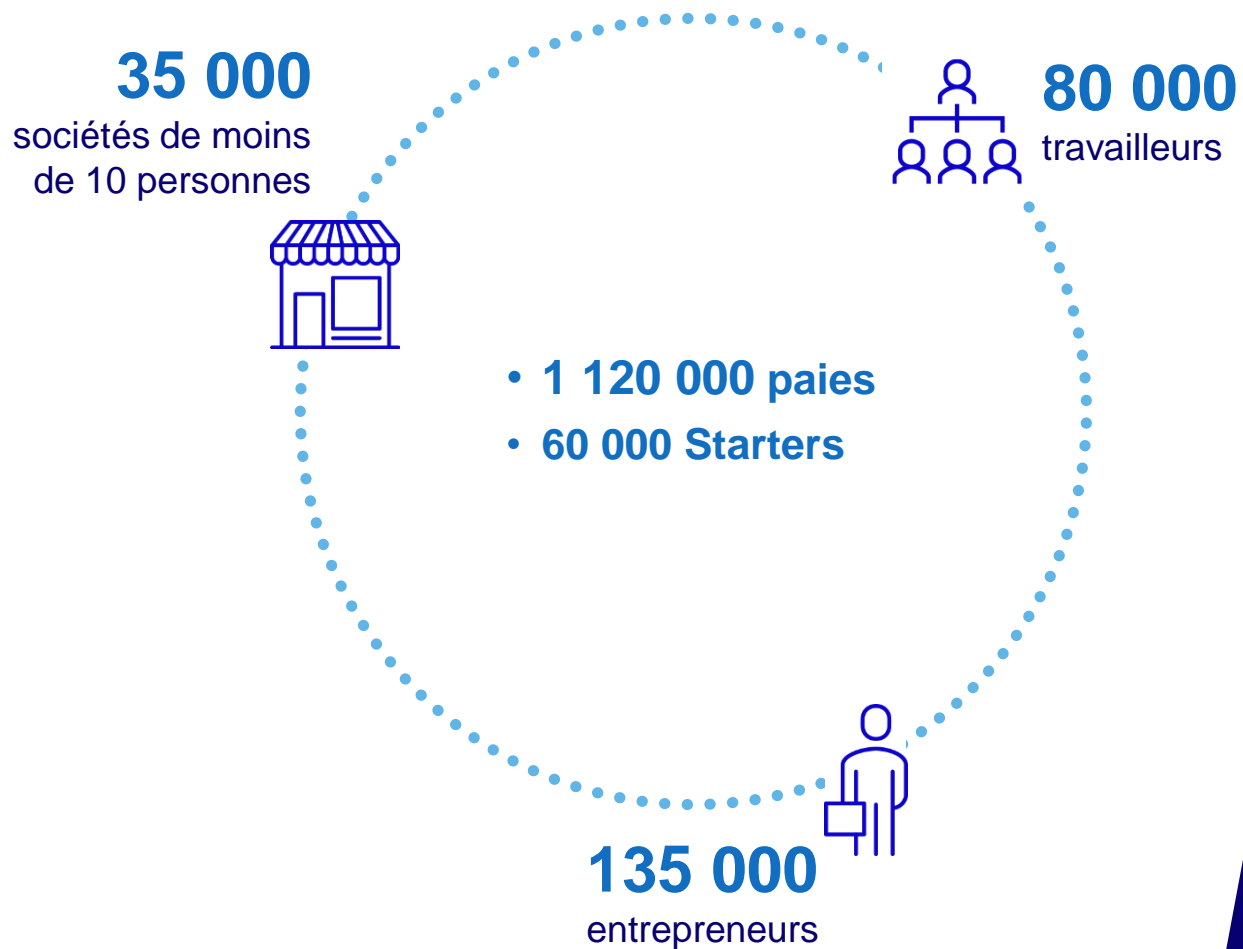 35 000
sociétés de moins
de 10 personnes
80 000
travailleurs
• 1 120 000 paies
• 60 000 Starters
135 000
entrepreneurs